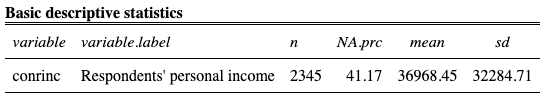 Basic descriptive statistics
variable variable.label n NA.prc mean sd
conrinc Respondents' personal income 2345 41.17 36968.45 32284.71